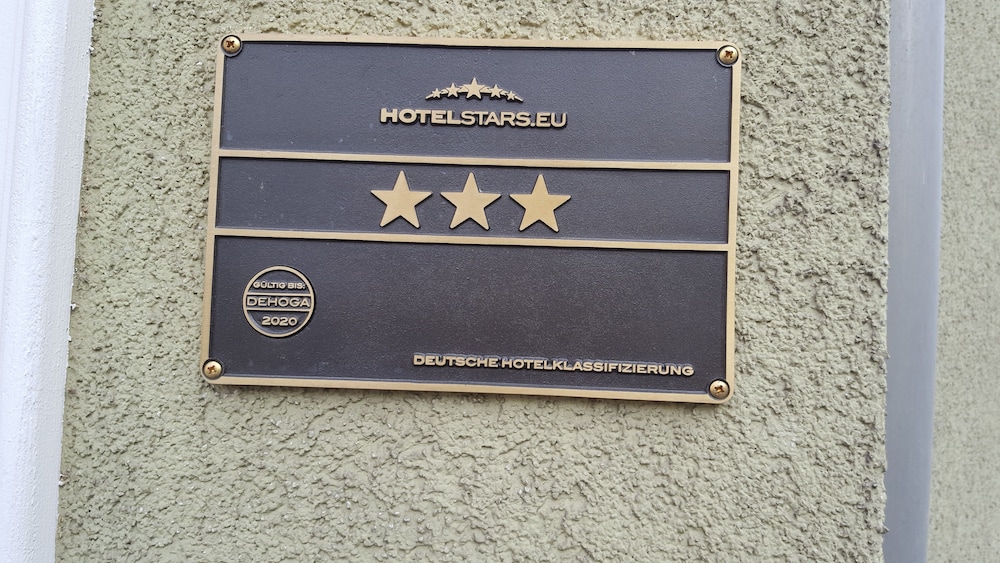 HOTELSTARS.EU
GÜLTIG BIS:
DEHOGA
2020
DEUTSCHE HOTELKLASSIFIZIERUNG